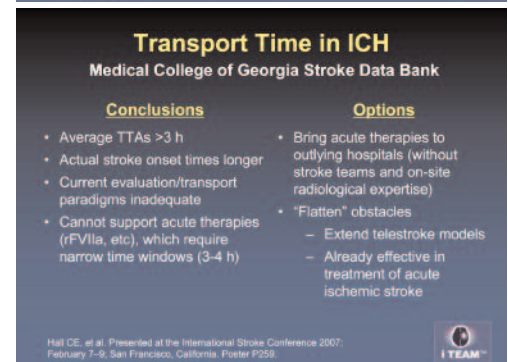 Transport Time in ICH
Medical College of Georgia Stroke Data Bank
Conclusions
• Average TTAs >3 h
• Actual stroke onset times longer
• Current evaluation/transport
paradigms inadequate
• Cannot support acute therapies
(rFVIIa, etc), which require
narrow time windows (3-4 h)
Options
• Bring acute therapies to
outlying hospitals (without
stroke teams and on-site
radiological expertise)
• "Flatten" obstacles
– Extend telestroke models
– Already effective in
treatment of acute
ischemic stroke
Hall CE, et al. Presented at the International Stroke Conference 2007;
February 7–9, San Francisco, California. Poster P259.
i TEAM™